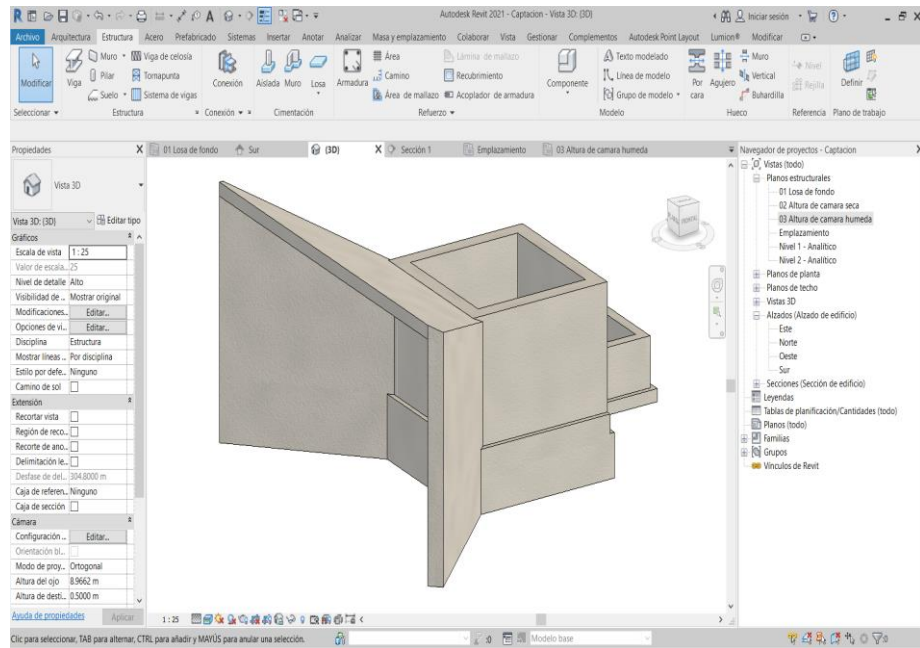 Autodesk Revit 2021 - Captacion - Vista 3D: {3D}
Iniciar sesión
Archivo Arquitectura Estructura Acero Prefabricado Sistemas Insertar Anotar Analizar Masa y emplazamiento Colaborar Vista Gestionar Complementos Autodesk Point Layout Lumion® Modificar
Muro Viga de celosía Área Lámina de mallazo Texto modelado Muro Nivel
Modificar Viga Pilar Tornapunta Conexión Aislada Muro Losa Armadura Camino Recubrimiento Componente Línea de modelo Por cara Agujero Vertical Rejilla Definir
Suelo Sistema de vigas Área de mallazo Acoplador de armadura Grupo de modelo Buhardilla
Seleccionar Estructura Conexión Cimentación Refuerzo Modelo Hueco Referencia Plano de trabajo
Propiedades X
01 Losa de fondo Sur {3D} X Sección 1 Emplazamiento 03 Altura de camara humeda
Navegador de proyectos - Captacion X
Vista 3D
Vista 3D: {3D} Editar tipo
Gráficos
Escala de vista 1 : 25
Valor de escala... 25
Nivel de detalle Alto
Visibilidad de ... Mostrar original
Modificaciones... Editar...
Opciones de vi... Editar...
Disciplina Estructura
Mostrar líneas ... Por disciplina
Estilo por defe... Ninguno
Camino de sol
Extensión
Recortar vista
Región de reco...
Recorte de ano...
Delimitación le...
Desfase de del... 304.8000 m
Caja de referen... Ninguno
Caja de sección
Cámara
Configuración ... Editar...
Orientación bl...
Modo de proy... Ortogonal
Altura del ojo 8.9662 m
Altura de desti... 0.5000 m
Ayuda de propiedades Aplicar
FRONTAL
1 : 25
Vistas (todo)
Planos estructurales
01 Losa de fondo
02 Altura de camara seca
03 Altura de camara humeda
Emplazamiento
Nivel 1 - Analítico
Nivel 2 - Analítico
Planos de planta
Planos de techo
Vistas 3D
Alzados (Alzado de edificio)
Este
Norte
Oeste
Sur
Secciones (Sección de edificio)
Leyendas
Tablas de planificación/Cantidades (todo)
Planos (todo)
Familias
Grupos
Vínculos de Revit
Clic para seleccionar, TAB para alternar, CTRL para añadir y MAYÚS para anular una selección.
:0 Modelo base :0